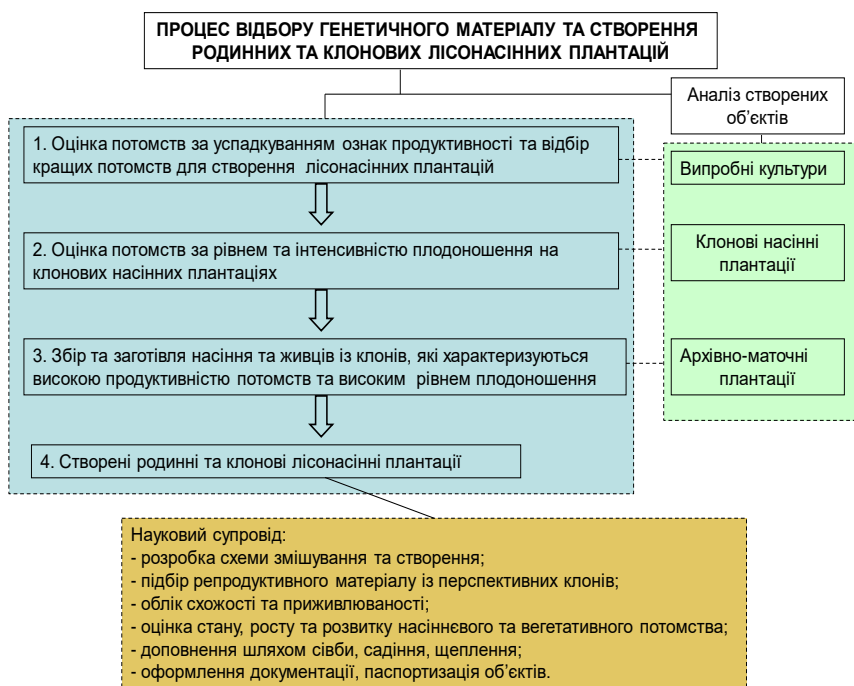 ПРОЦЕС ВІДБОРУ ГЕНЕТИЧНОГО МАТЕРІАЛУ ТА СТВОРЕННЯ
РОДИННИХ ТА КЛОНОВИХ ЛІСОНАСІННИХ ПЛАНТАЦІЙ
Аналіз створених
об'єктів
1. Оцінка потомств за успадкуванням ознак продуктивності та відбір
кращих потомств для створення лісонасінних плантацій
Випробні культури
2. Оцінка потомств за рівнем та інтенсивністю плодоношення на
клонових насінних плантаціях
Клонові насінні
плантації
3. Збір та заготівля насіння та живців із клонів, які характеризуються
високою продуктивністю потомств та високим рівнем плодоношення
Архівно-маточні
плантації
4. Створені родинні та клонові лісонасінні плантації
Науковий супровід:
- розробка схеми змішування та створення;
- підбір репродуктивного матеріалу із перспективних клонів;
- облік схожості та приживлюваності;
- оцінка стану, росту та розвитку насіннєвого та вегетативного потомства;
- доповнення шляхом сівби, садіння, щеплення;
- оформлення документації, паспортизація об'єктів.